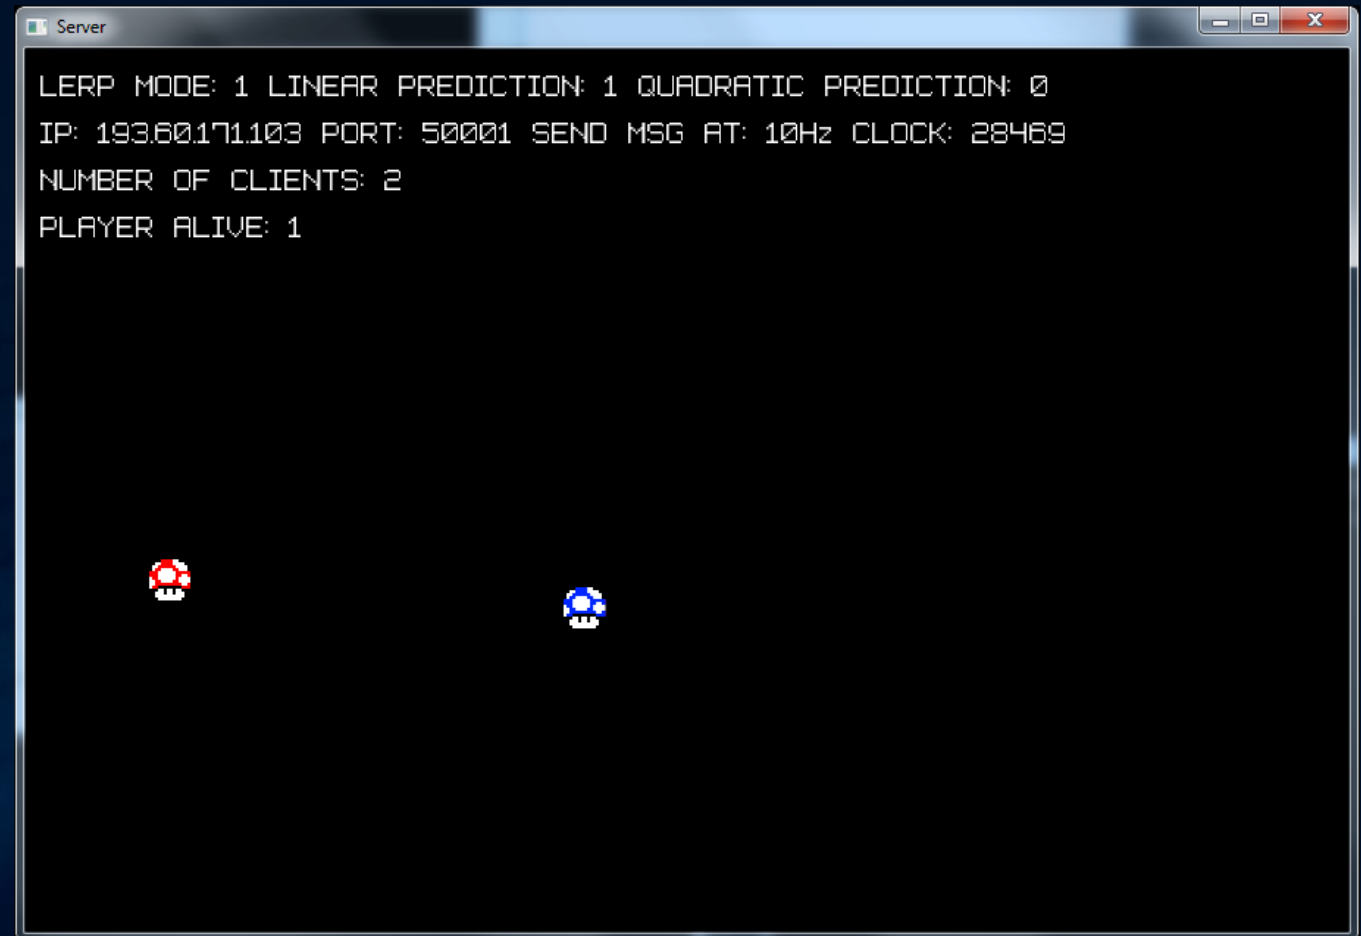 Server
LERP MODE: 1 LINEAR PREDICTION: 1 QUADRATIC PREDICTION: 0
IP: 193.60.171.103 PORT: 50001 SEND MSG AT: 10Hz CLOCK: 28469
NUMBER OF CLIENTS: 2
PLAYER ALIVE: 1